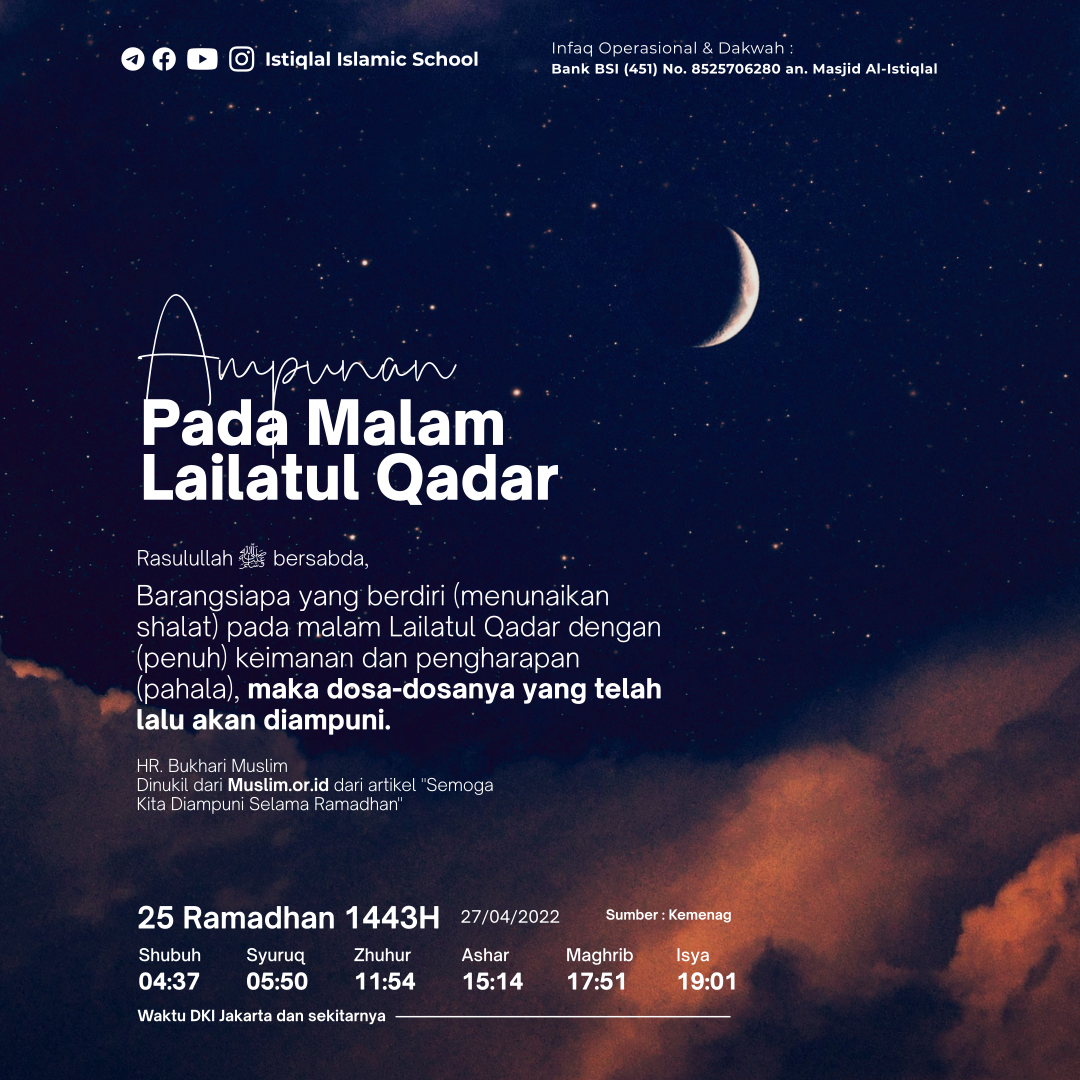 Istiqlal Islamic School
Infaq Operasional & Dakwah :
Bank BSI (451) No. 8525706280 an. Masjid Al-Istiqlal
Ampunan
Pada Malam
Lailatul Qadar
Rasulullah ﷺ bersabda,
Barangsiapa yang berdiri (menunaikan
shalat) pada malam Lailatul Qadar dengan
(penuh) keimanan dan pengharapan
(pahala), maka dosa-dosanya yang telah
lalu akan diampuni.
HR. Bukhari Muslim
Dinukil dari Muslim.or.id dari artikel "Semoga
Kita Diampuni Selama Ramadhan"
25 Ramadhan 1443H 27/04/2022 Sumber : Kemenag
Shubuh Syuruq Zhuhur Ashar Maghrib Isya
04:37 05:50 11:54 15:14 17:51 19:01
Waktu DKI Jakarta dan sekitarnya